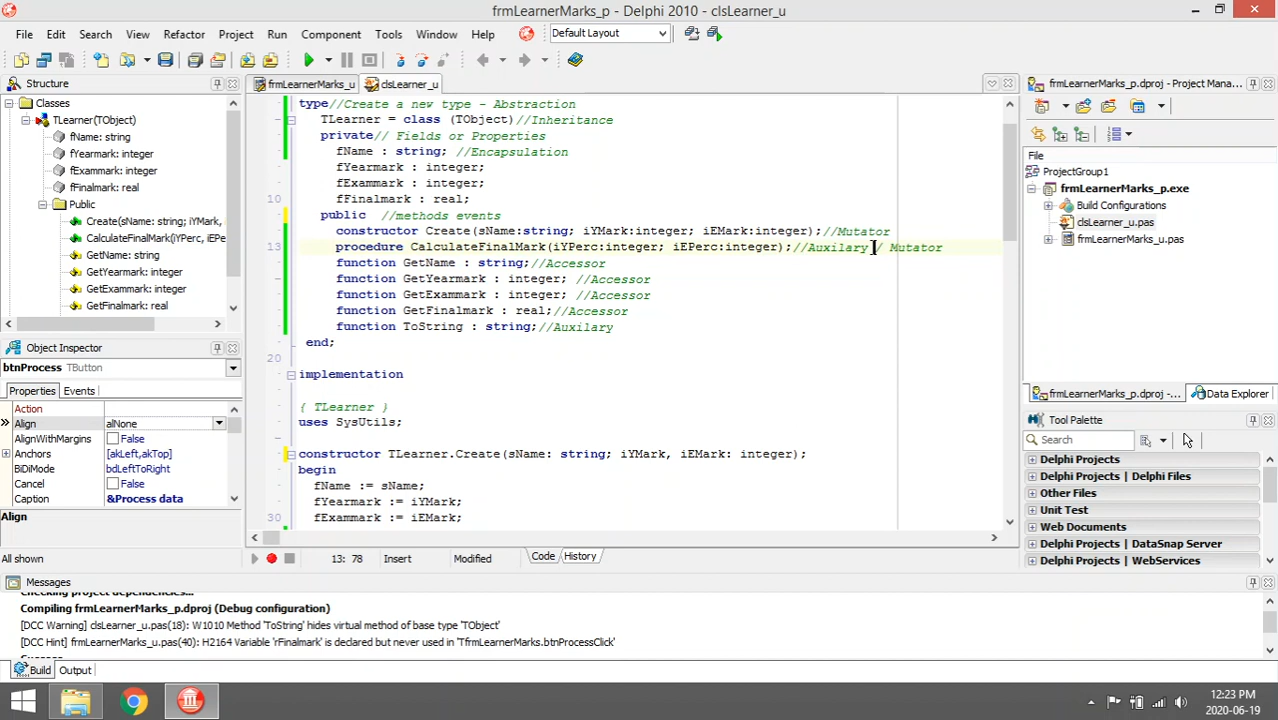 frmLearnerMarks_p - Delphi 2010 - clsLearner_u
File Edit Search View Refactor Project Run Component Tools Window Help Default Layout
Structure
Classes
TLearner(TObject)
fName: string
fYearmark: integer
fExammark: integer
fFinalmark: real
Public
Create(sName: string; iYMark,
CalculateFinalMark(iYPerc, iEPe
GetName: string
GetYearmark: integer
GetExammark: integer
GetFinalmark: real
Object Inspector
btnProcess TButton
Properties Events
Action
Align alNone
AlignWithMargins False
Anchors [akLeft,akTop]
BiDiMode bdLeftToRight
Cancel False
Caption &Process data
Align
All shown
frmLearnerMarks_u clsLearner_u
type//Create a new type - Abstraction
TLearner = class (TObject)//Inheritance
private// Fields or Properties
fName : string; //Encapsulation
fYearmark : integer;
fExammark : integer;
10 fFinalmark : real;
public //methods events
constructor Create(sName:string; iYMark:integer; iEMark:integer);//Mutator
13 procedure CalculateFinalMark(iYPerc:integer; iEPerc:integer);//Auxilary/ Mutator
function GetName : string;//Accessor
function GetYearmark : integer; //Accessor
function GetExammark : integer; //Accessor
function GetFinalmark : real;//Accessor
function ToString : string;//Auxilary
end;
20
implementation
{ TLearner }
uses SysUtils;
constructor TLearner.Create(sName: string; iYMark, iEMark: integer);
begin
fName := sName;
fYearmark := iYMark;
30 fExammark := iEMark;
13: 78 Insert Modified Code History
frmLearnerMarks_p.dproj - Project Mana...
File
ProjectGroup1
frmLearnerMarks_p.exe
Build Configurations
clsLearner_u.pas
frmLearnerMarks_u.pas
frmLearnerMarks_p.dproj -... Data Explorer
Tool Palette
Search
Delphi Projects
Delphi Projects | Delphi Files
Other Files
Unit Test
Web Documents
Delphi Projects | DataSnap Server
Delphi Projects | WebServices
Messages
Checking project dependencies...
Compiling frmLearnerMarks_p.dproj (Debug configuration)
[DCC Warning] clsLearner_u.pas(18): W1010 Method 'ToString' hides virtual method of base type 'TObject'
[DCC Hint] frmLearnerMarks_u.pas(40): H2164 Variable 'rFinalmark' is declared but never used in 'TfrmLearnerMarks.btnProcessClick'
Build Output
12:23 PM
2020-06-19